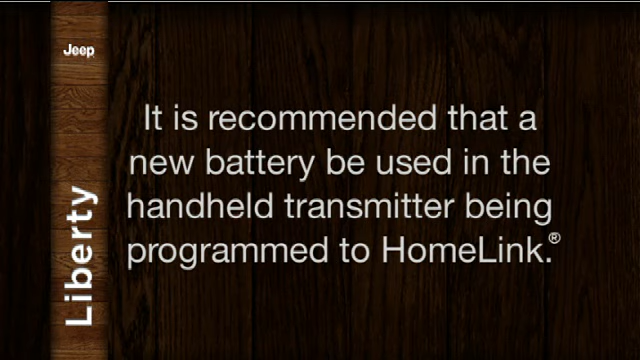 Jeep
Liberty
It is recommended that a
new battery be used in the
handheld transmitter being
programmed to HomeLink.®